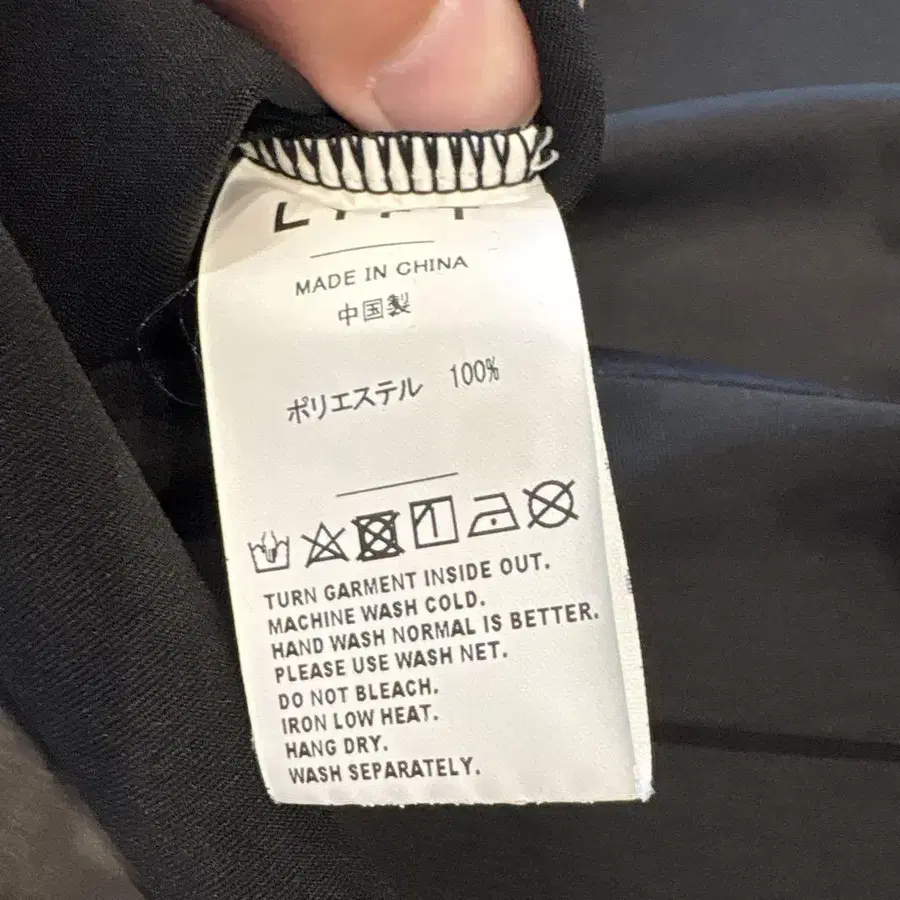 MADE IN CHINA
中国製
ポリエステル 100%
TURN GARMENT INSIDE OUT.
MACHINE WASH COLD.
HAND WASH NORMAL IS BETTER.
PLEASE USE WASH NET.
DO NOT BLEACH.
IRON LOW HEAT.
HANG DRY.
WASH SEPARATELY.